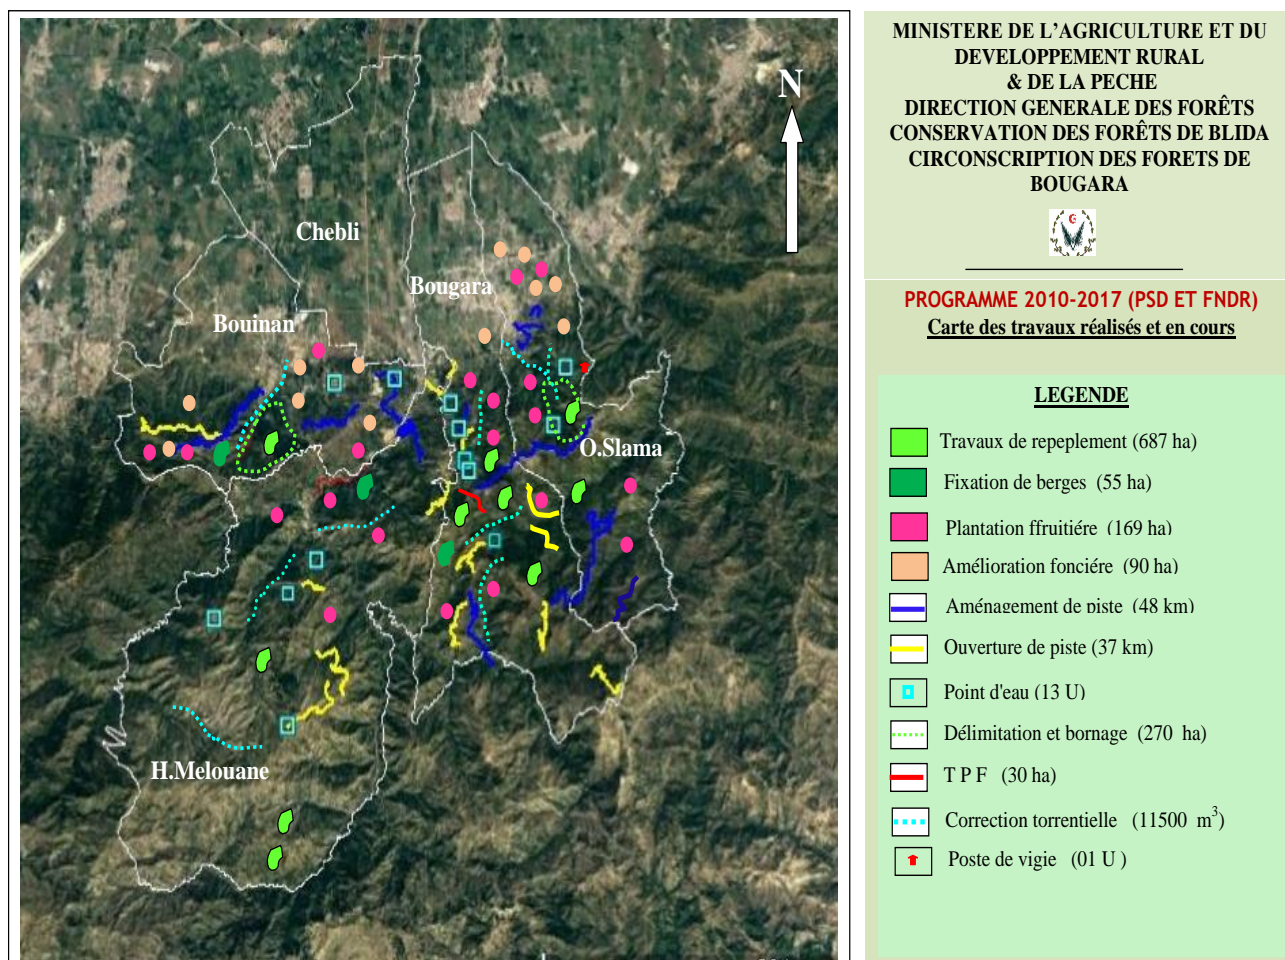 N
Chebli
Bougara
Bouinan
O.Slama
H.Melouane
MINISTERE DE L'AGRICULTURE ET DU
DEVELOPPEMENT RURAL
& DE LA PECHE
DIRECTION GENERALE DES FORÊTS
CONSERVATION DES FORÊTS DE BLIDA
CIRCONSCRIPTION DES FORETS DE
BOUGARA
PROGRAMME 2010-2017 (PSD ET FNDR)
Carte des travaux réalisés et en cours
LEGENDE
Travaux de repeplement (687 ha)
Fixation de berges (55 ha)
Plantation ffruitiére (169 ha)
Amélioration fonciére (90 ha)
Aménagement de piste (48 km)
Ouverture de piste (37 km)
Point d'eau (13 U)
Délimitation et bornage (270 ha)
T P F (30 ha)
Correction torrentielle (11500 m³)
Poste de vigie (01 U )